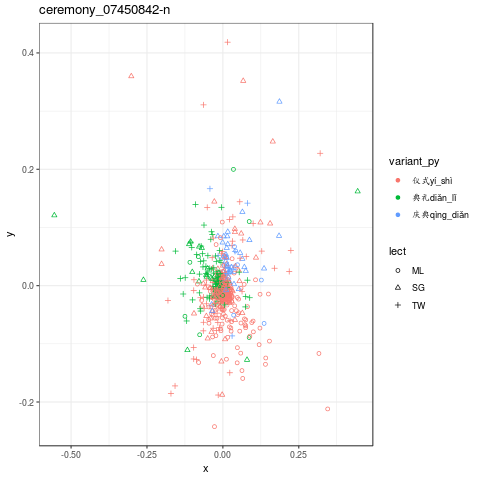 ceremony_07450842-n
0.4
0.2
0.0
-0.2
y
-0.50
-0.25
0.00
0.25
x
variant_py
仪式yí_shì
典礼diǎn_lǐ
庆典qìng_diǎn
lect
ML
SG
TW